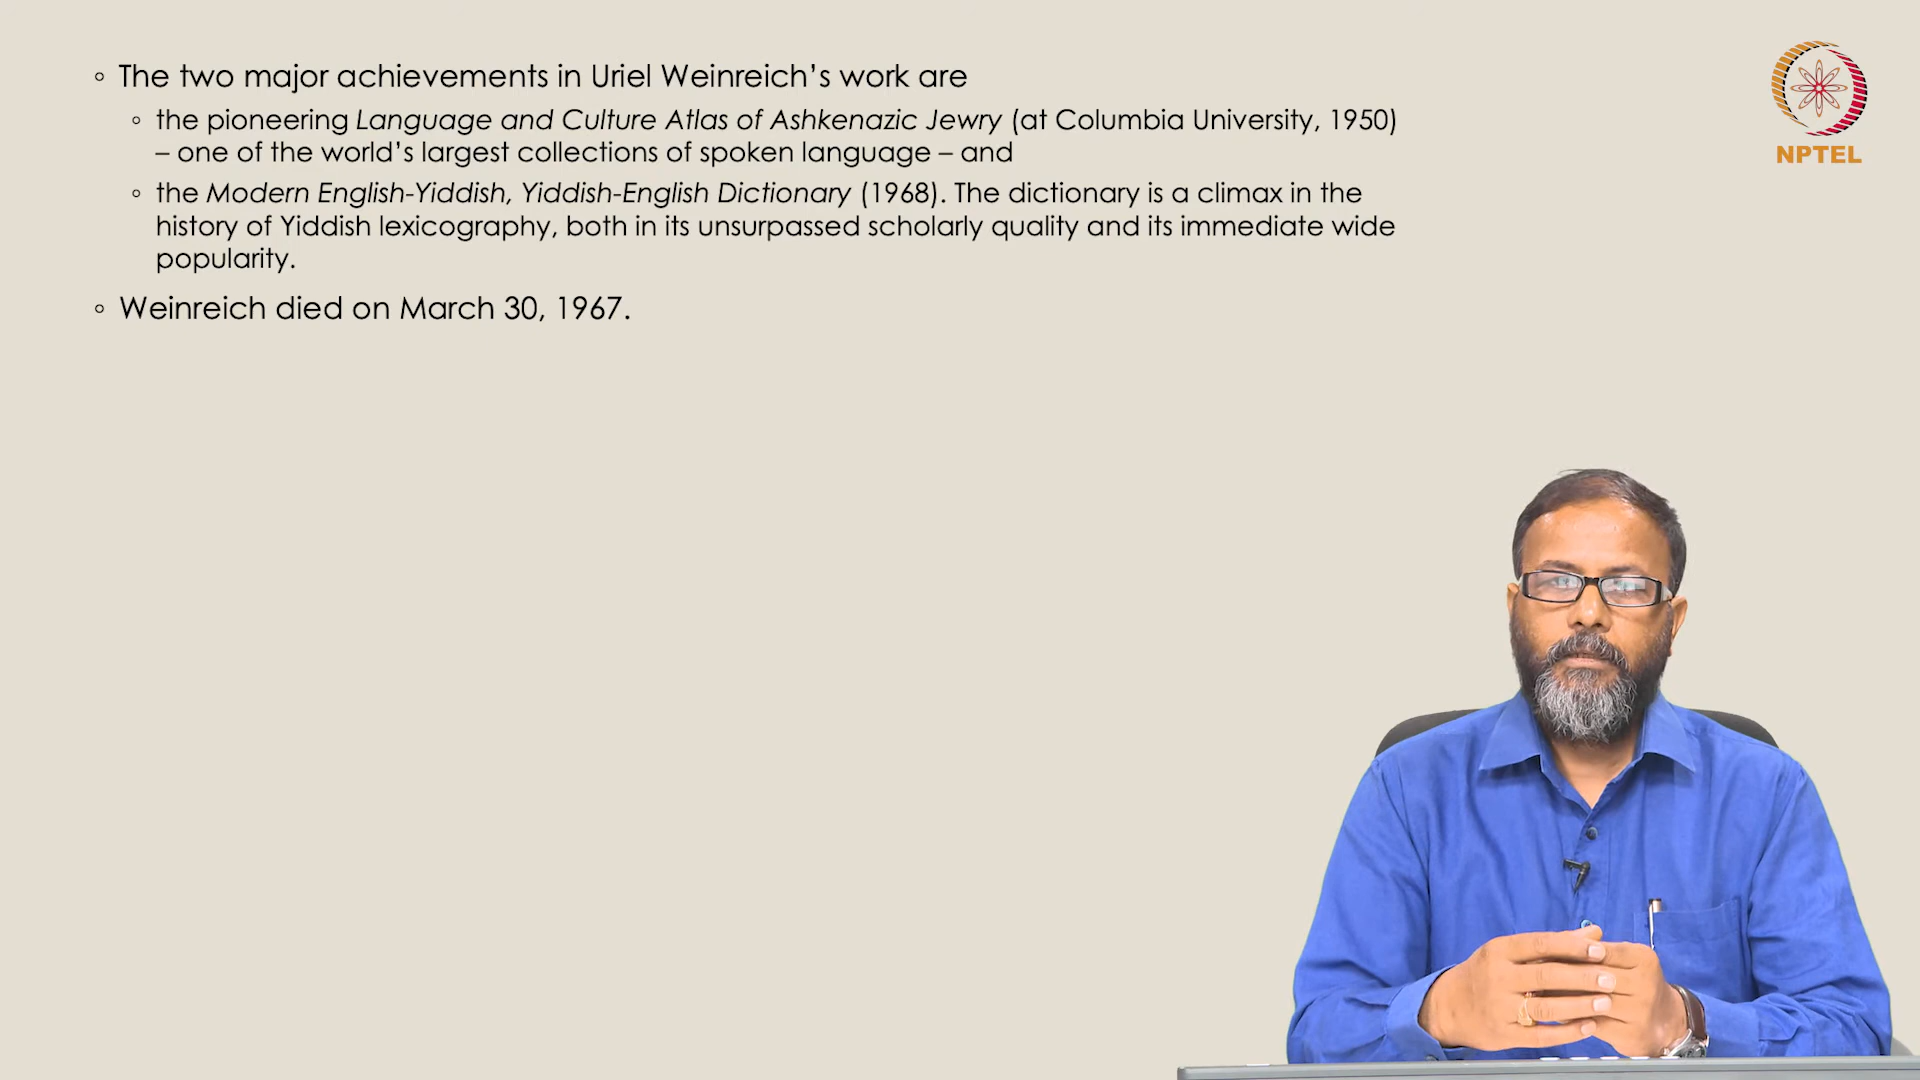 ◦ The two major achievements in Uriel Weinreich’s work are
◦ the pioneering Language and Culture Atlas of Ashkenazic Jewry (at Columbia University, 1950)
– one of the world’s largest collections of spoken language – and
◦ the Modern English-Yiddish, Yiddish-English Dictionary (1968). The dictionary is a climax in the
history of Yiddish lexicography, both in its unsurpassed scholarly quality and its immediate wide
popularity.
◦ Weinreich died on March 30, 1967.
NPTEL